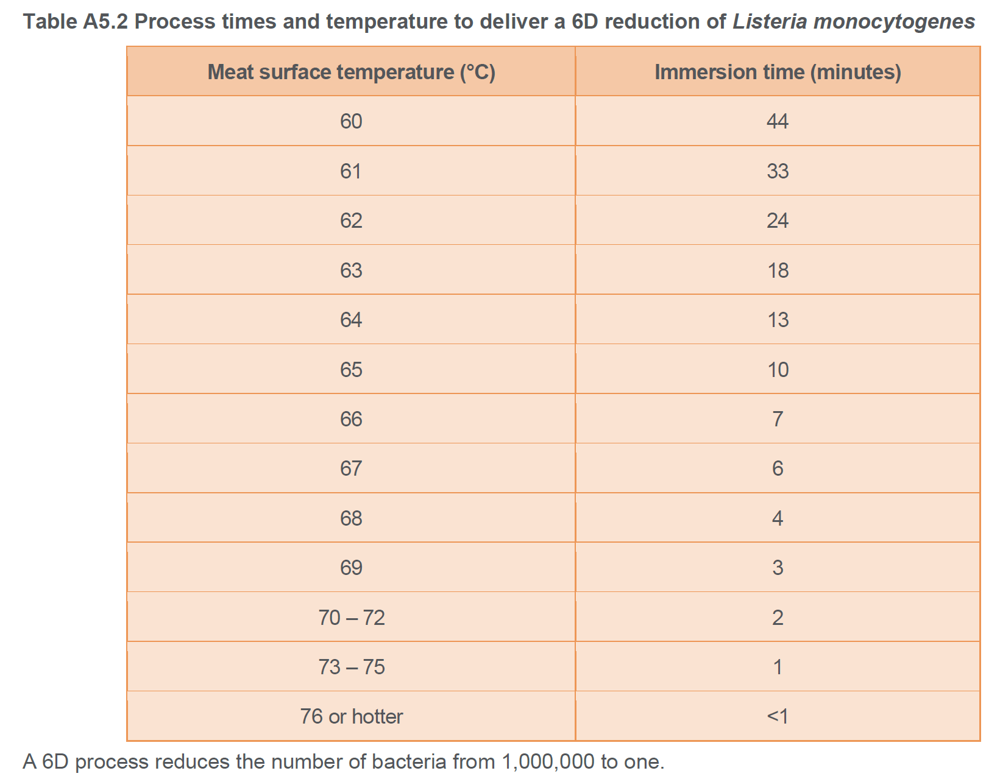 Table A5.2 Process times and temperature to deliver a 6D reduction of Listeria monocytogenes
Meat surface temperature (°C) Immersion time (minutes)
60 44
61 33
62 24
63 18
64 13
65 10
66 7
67 6
68 4
69 3
70 – 72 2
73 – 75 1
76 or hotter <1
A 6D process reduces the number of bacteria from 1,000,000 to one.